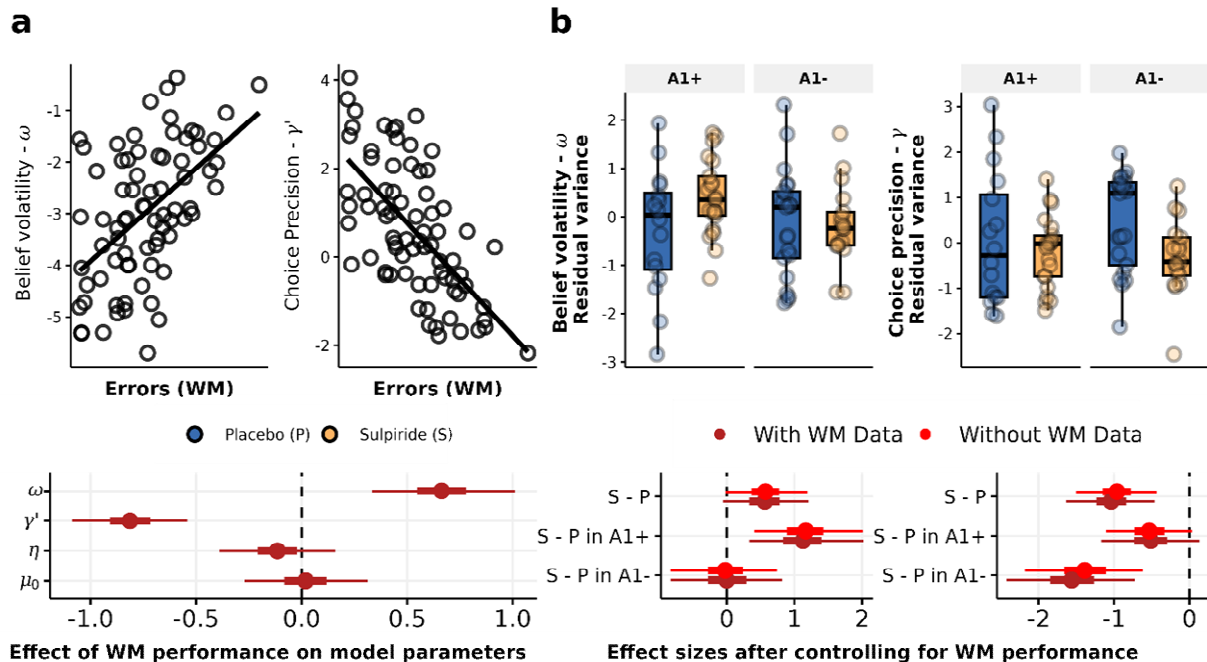 a
b
Belief volatility - ω
-1
-2
-3
-4
-5
Errors (WM)
Choice Precision - γ'
4
2
0
-2
Errors (WM)
Belief volatility - ω
Residual variance
A1+
A1-
2
1
0
-1
-2
-3
Choice precision - γ
Residual variance
A1+
A1-
3
2
1
0
-1
-2
Placebo (P)
Sulpiride (S)
With WM Data
Without WM Data
ω
γ'
η
μ0
-1.0
-0.5
0.0
0.5
1.0
Effect of WM performance on model parameters
S - P
S - P in A1+
S - P in A1-
0
1
2
S - P
S - P in A1+
S - P in A1-
-2
-1
0
Effect sizes after controlling for WM performance